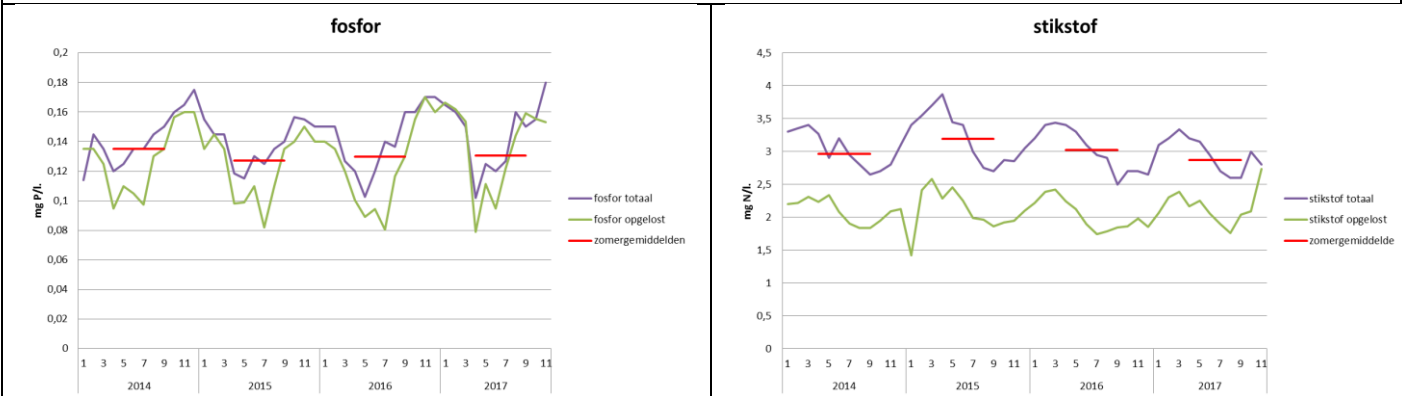 fosfor
0,2
0,18
0,16
0,14
0,12
0,1
0,08
0,06
0,04
0,02
0
mg P/l.
1 3 5 7 9 11 1 3 5 7 9 11 1 3 5 7 9 11 1 3 5 7 9 11
2014 2015 2016 2017
fosfor totaal
fosfor opgelost
zomergemiddelden
stikstof
4,5
4
3,5
3
2,5
2
1,5
1
0,5
0
mg N/l.
1 3 5 7 9 11 1 3 5 7 9 11 1 3 5 7 9 11 1 3 5 7 9 11
2014 2015 2016 2017
stikstof totaal
stikstof opgelost
zomergemiddelde